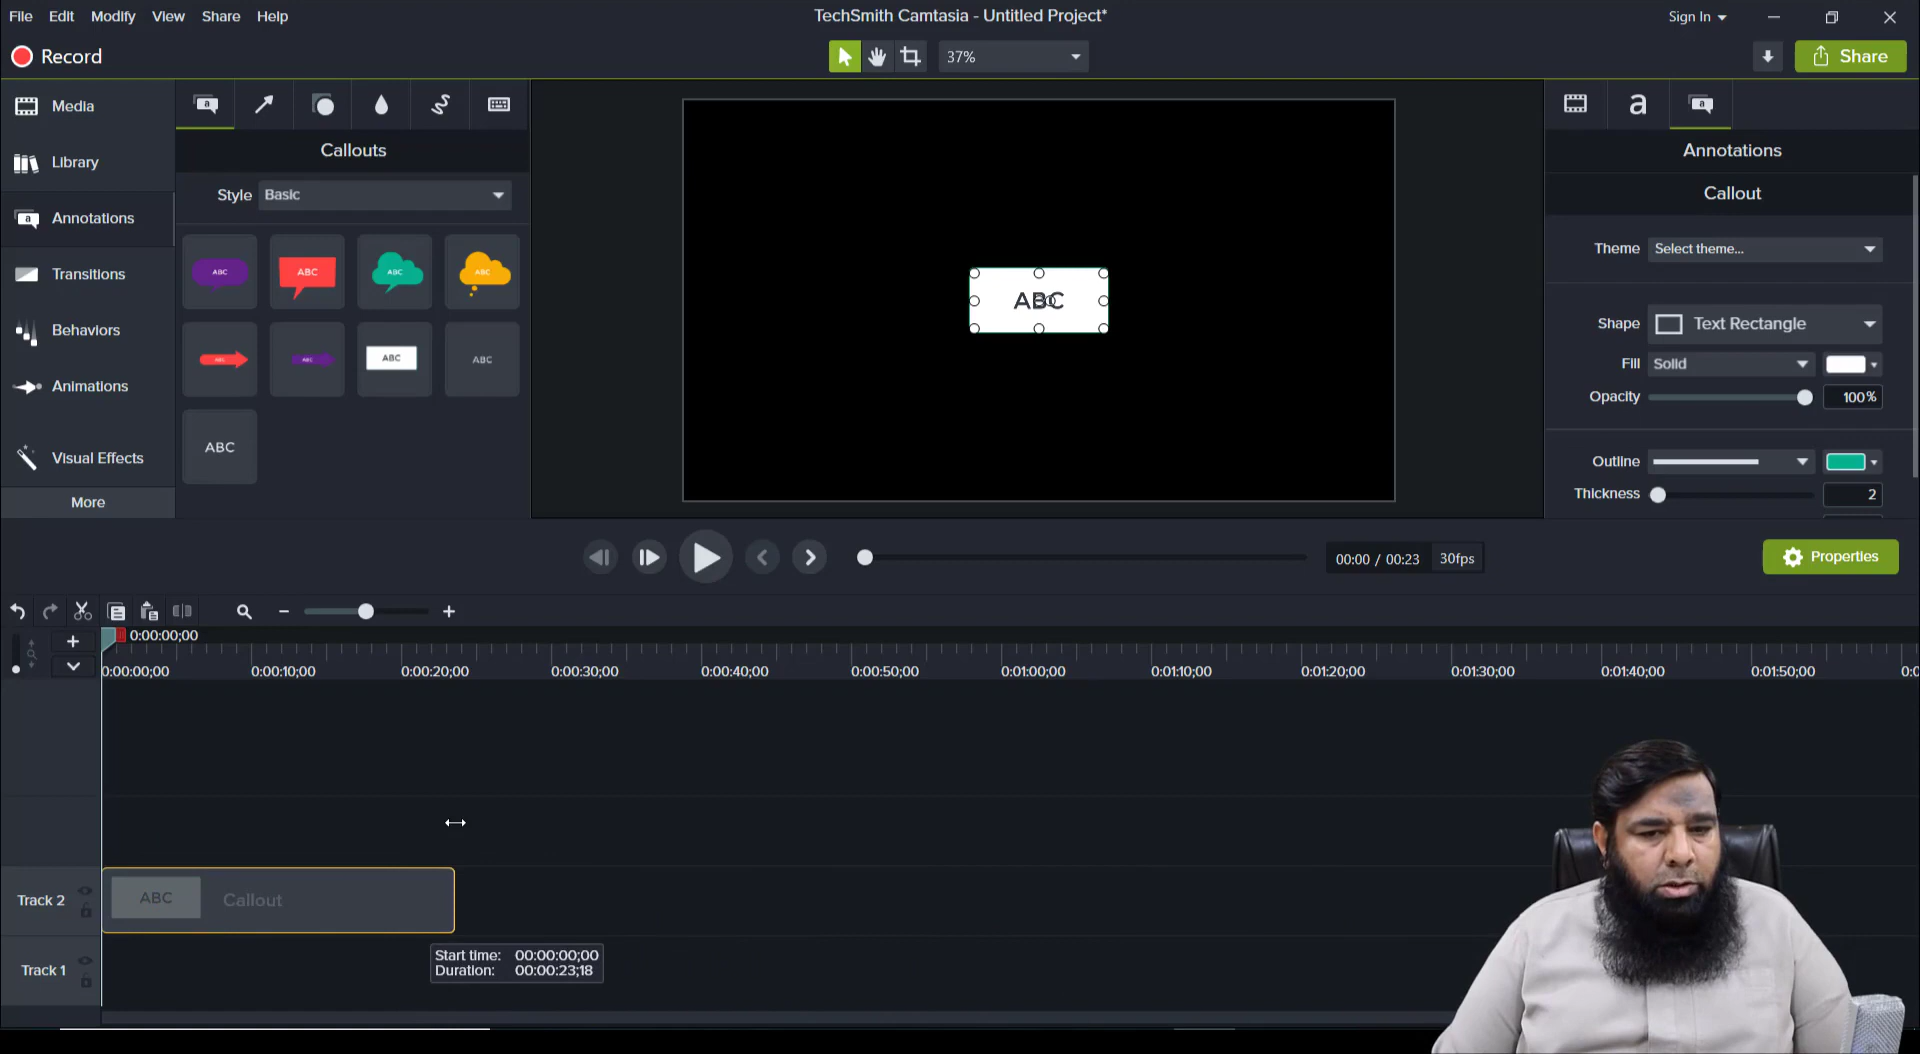 File Edit Modify View Share Help
TechSmith Camtasia - Untitled Project*
Sign In
Record
37%
Share
Media
Library
Annotations
Transitions
Behaviors
Animations
Visual Effects
More
Callouts
Style Basic
ABC ABC ABC ABC
ABC ABC ABC ABC
ABC
ABC
a
Annotations
Callout
Theme Select theme...
Shape Text Rectangle
Fill Solid
Opacity 100%
Outline
Thickness 2
00:00 / 00:23 30fps
Properties
0:00:00;00
0:00:00;00 0:00:10;00 0:00:20;00 0:00:30;00 0:00:40;00 0:00:50;00 0:01:00;00 0:01:10;00 0:01:20;00 0:01:30;00 0:01:40;00 0:01:50;00 0:0
Track 2
ABC Callout
Track 1
Start time: 00:00:00;00
Duration: 00:00:23;18